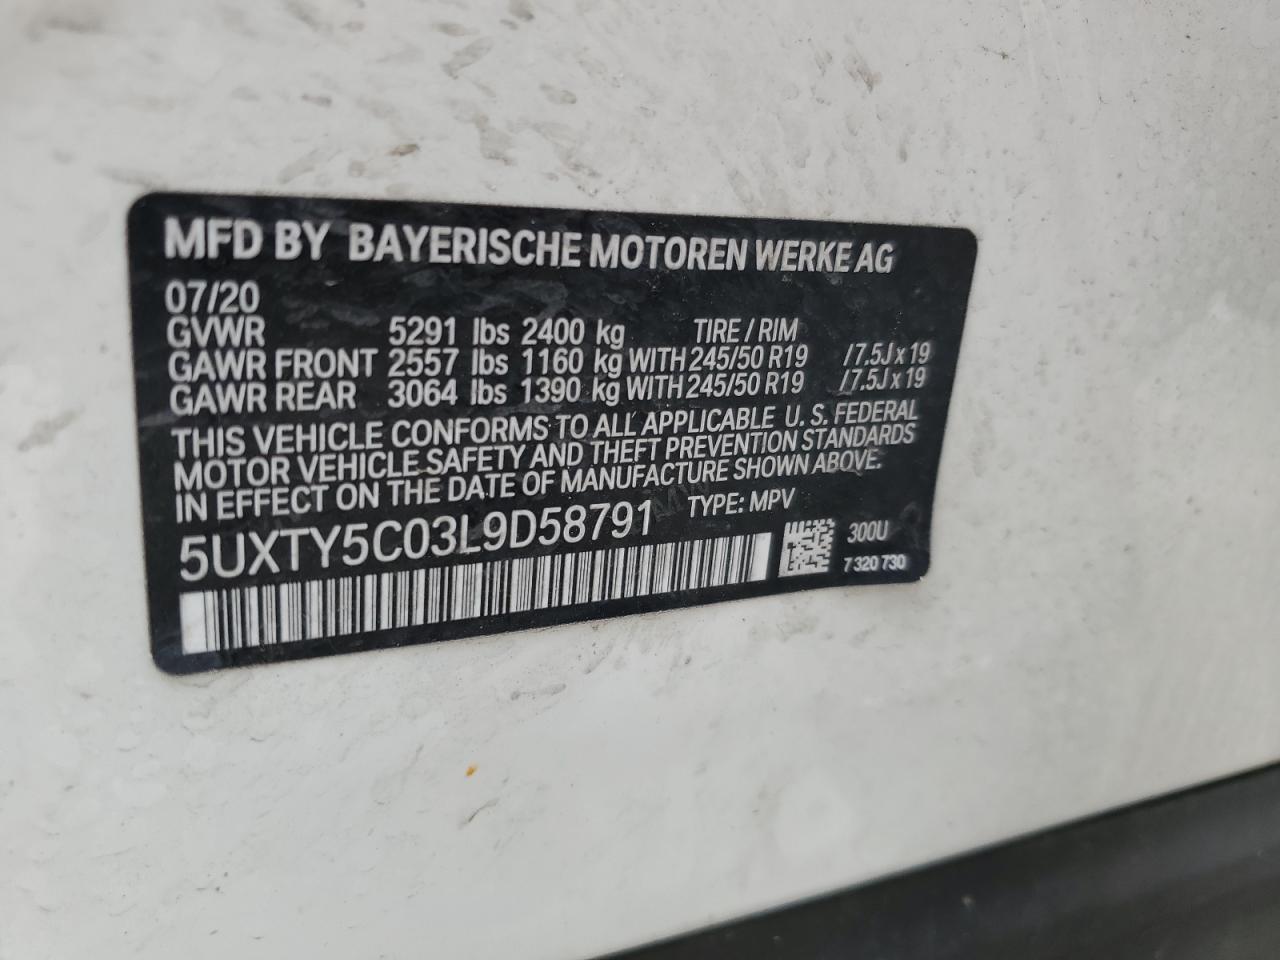 MFD BY BAYERISCHE MOTOREN WERKE AG
07/20
GVWR 5291 lbs 2400 kg TIRE / RIM
GAWR FRONT 2557 lbs 1160 kg WITH 245/50 R19 /7.5J x 19
GAWR REAR 3064 lbs 1390 kg WITH 245/50 R19 /7.5J x 19
THIS VEHICLE CONFORMS TO ALL APPLICABLE U. S. FEDERAL
MOTOR VEHICLE SAFETY AND THEFT PREVENTION STANDARDS
IN EFFECT ON THE DATE OF MANUFACTURE SHOWN ABOVE.
5UXTY5C03L9D58791 TYPE: MPV
300U
7 320 730